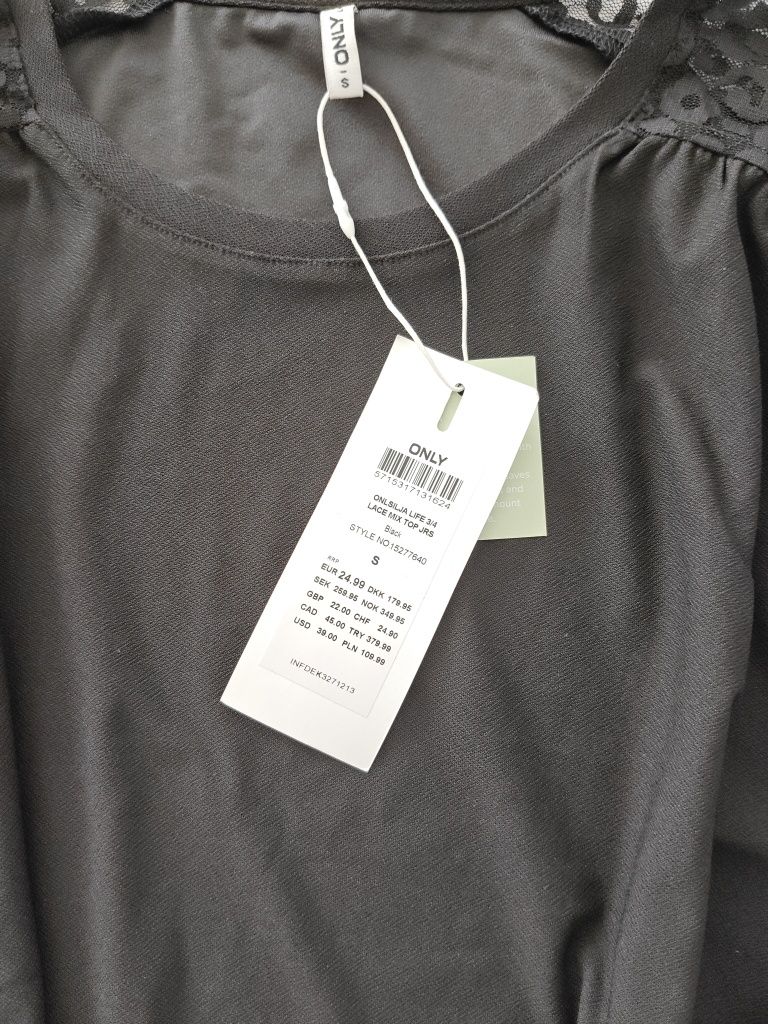 ONLY
- S
ONLY
5715317131624
ONLSILJA LIFE 3/4
LACE MIX TOP JRS
Black
STYLE NO:15277640
S
RRP
EUR 24.99 DKK 179.95
SEK 259.95 NOK 349.95
GBP 22.00 CHF 24.90
CAD 45.00 TRY 379.99
USD 39.00 PLN 109.99
INFDEK3271213
and